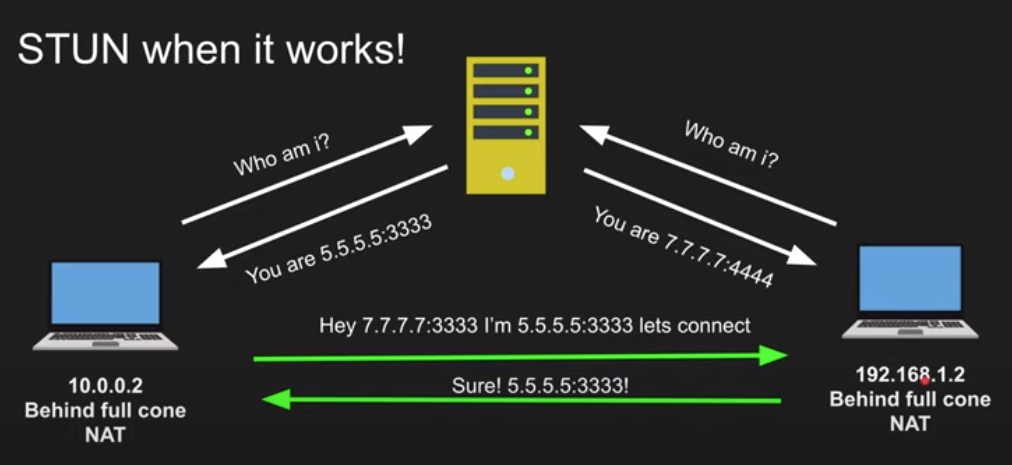 STUN when it works!
Who am i?
Who am i?
You are 5.5.5.5:3333
You are 7.7.7.7:4444
Hey 7.7.7.7:3333 I'm 5.5.5.5:3333 lets connect
Sure! 5.5.5.5:3333!
10.0.0.2
Behind full cone
NAT
192.168.1.2
Behind full cone
NAT